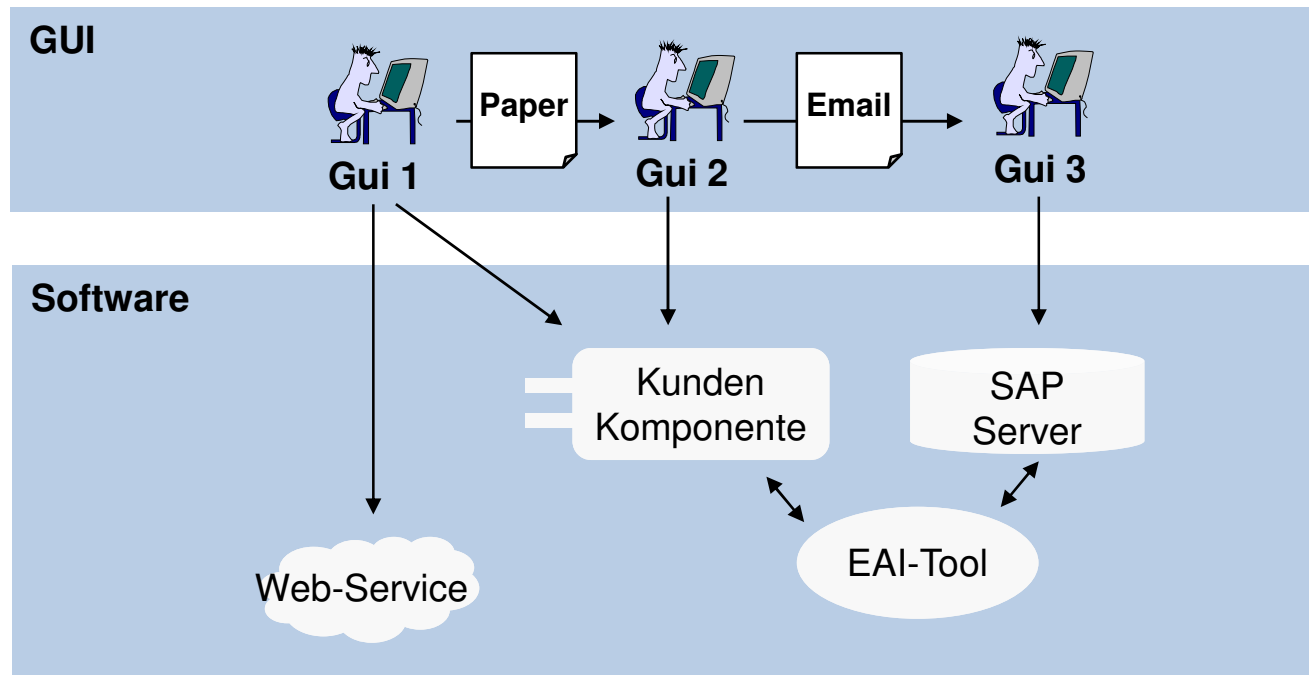 GUI
Paper
Email
Gui 1
Gui 2
Gui 3
Software
Kunden
Komponente
SAP
Server
EAI-Tool
Web-Service